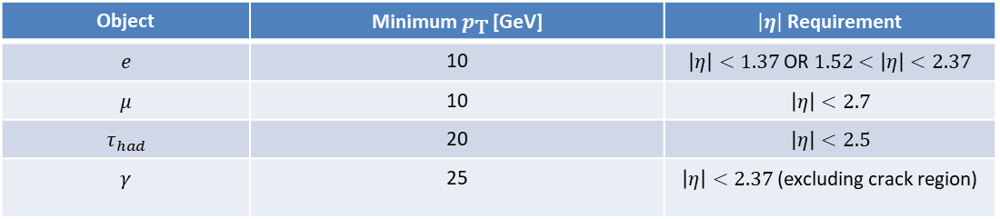 Object Minimum p_T [GeV] |η| Requirement
e 10 |η| < 1.37 OR 1.52 < |η| < 2.37
μ 10 |η| < 2.7
τ_had 20 |η| < 2.5
γ 25 |η| < 2.37 (excluding crack region)